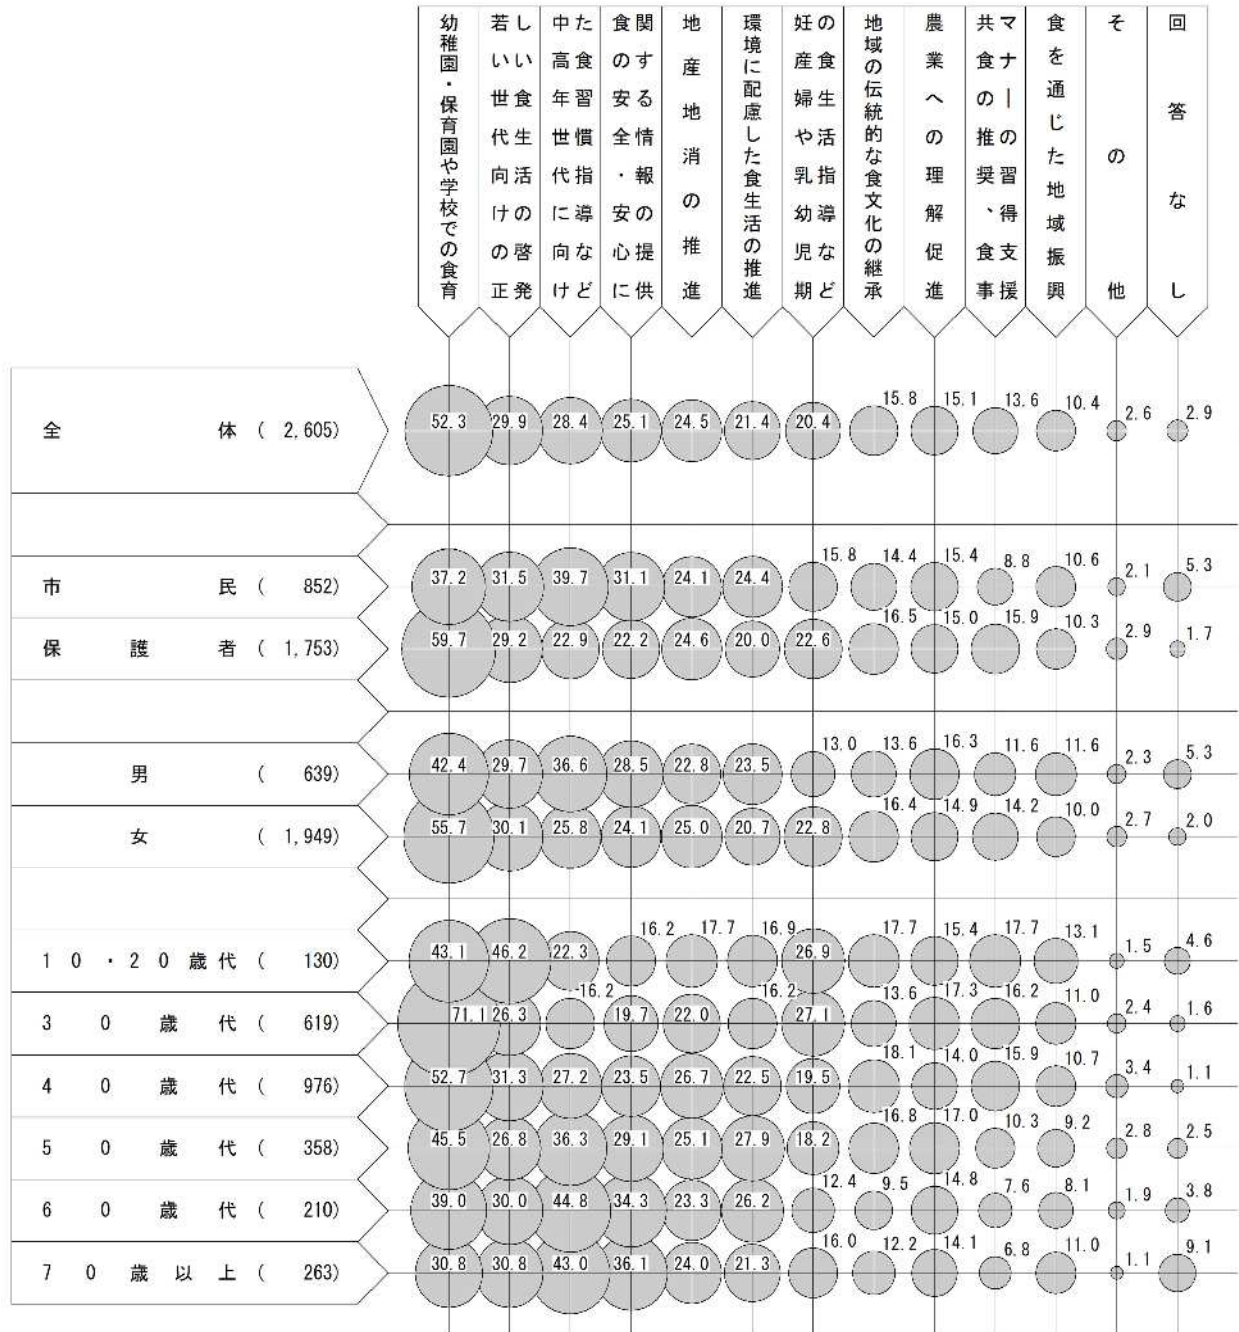 幼稚園・保育園や学校での食育
若い世代向けの正
しい食生活の啓発
中高年世代に向け
た食習慣指導など
食の安全・安心に
関する情報の提供
地産地消の推進
環境に配慮した食生活の推進
妊産婦や乳幼児期
の食生活指導など
地域の伝統的な食文化の継承
農業への理解促進
共食の推奨、食事
マナーの習得支援
食を通じた地域振興
その他
回答なし
全体 (2,605) 52.3 29.9 28.4 25.1 24.5 21.4 20.4 15.8 15.1 13.6 10.4 2.6 2.9
市民 (852) 37.2 31.5 39.7 31.1 24.1 24.4 15.8 14.4 15.4 8.8 10.6 2.1 5.3
保護者 (1,753) 59.7 29.2 22.9 22.2 24.6 20.0 22.6 16.5 15.0 15.9 10.3 2.9 1.7
男 (639) 42.4 29.7 36.6 28.5 22.8 23.5 13.0 13.6 16.3 11.6 11.6 2.3 5.3
女 (1,949) 55.7 30.1 25.8 24.1 25.0 20.7 22.8 16.4 14.9 14.2 10.0 2.7 2.0
10・20歳代 (130) 43.1 46.2 22.3 16.2 17.7 16.9 26.9 17.7 15.4 17.7 13.1 1.5 4.6
30歳代 (619) 71.1 26.3 16.2 19.7 22.0 16.2 27.1 13.6 17.3 16.2 11.0 2.4 1.6
40歳代 (976) 52.7 31.3 27.2 23.5 26.7 22.5 19.5 18.1 14.0 15.9 10.7 3.4 1.1
50歳代 (358) 45.5 26.8 36.3 29.1 25.1 27.9 18.2 16.8 17.0 10.3 9.2 2.8 2.5
60歳代 (210) 39.0 30.0 44.8 34.3 23.3 26.2 12.4 9.5 14.8 7.6 8.1 1.9 3.8
70歳以上 (263) 30.8 30.8 43.0 36.1 24.0 21.3 16.0 12.2 14.1 6.8 11.0 1.1 9.1